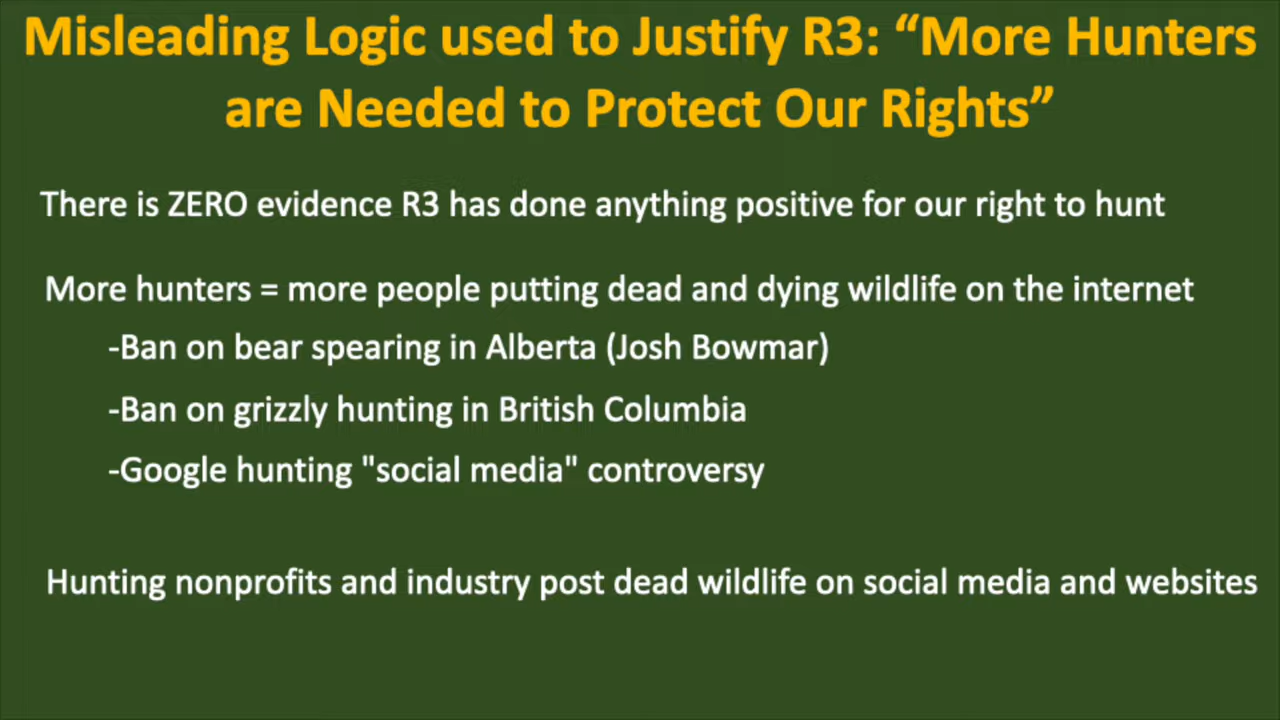 Misleading Logic used to Justify R3: “More Hunters
are Needed to Protect Our Rights”
There is ZERO evidence R3 has done anything positive for our right to hunt
More hunters = more people putting dead and dying wildlife on the internet
-Ban on bear spearing in Alberta (Josh Bowmar)
-Ban on grizzly hunting in British Columbia
-Google hunting "social media" controversy
Hunting nonprofits and industry post dead wildlife on social media and websites